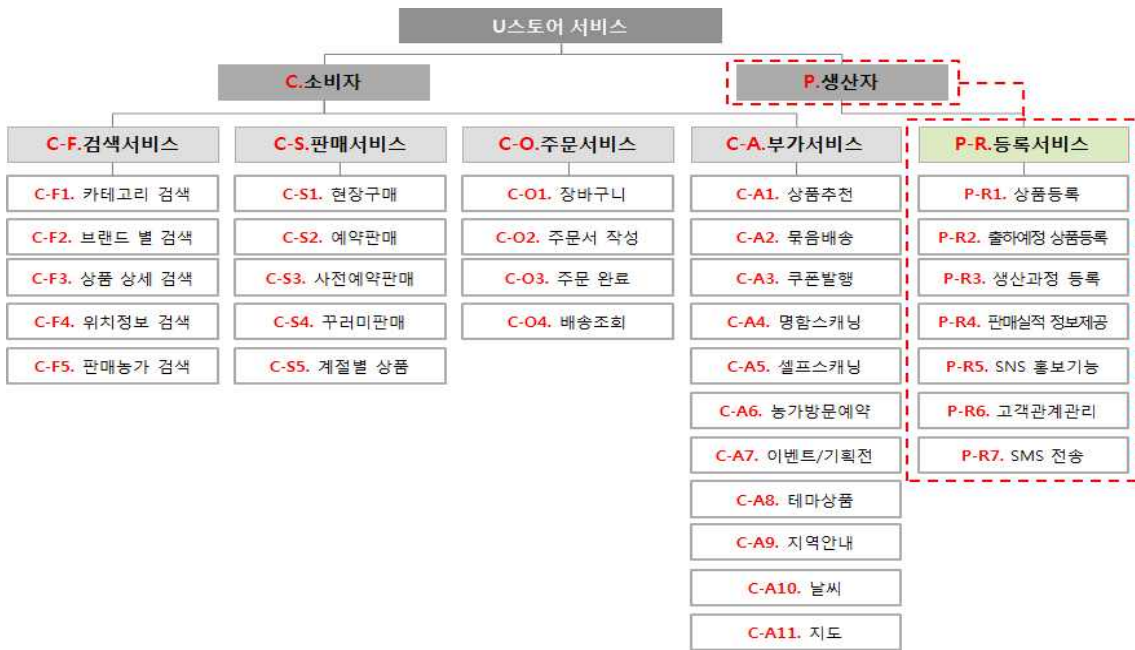 U스토어 서비스
C.소비자
P.생산자
C-F.검색서비스
C-F1. 카테고리 검색
C-F2. 브랜드 별 검색
C-F3. 상품 상세 검색
C-F4. 위치정보 검색
C-F5. 판매농가 검색
C-S.판매서비스
C-S1. 현장구매
C-S2. 예약판매
C-S3. 사전예약판매
C-S4. 꾸러미판매
C-S5. 계절별 상품
C-O.주문서비스
C-O1. 장바구니
C-O2. 주문서 작성
C-O3. 주문 완료
C-O4. 배송조회
C-A.부가서비스
C-A1. 상품추천
C-A2. 묶음배송
C-A3. 쿠폰발행
C-A4. 명함스캐닝
C-A5. 셀프스캐닝
C-A6. 농가방문예약
C-A7. 이벤트/기획전
C-A8. 테마상품
C-A9. 지역안내
C-A10. 날씨
C-A11. 지도
P-R.등록서비스
P-R1. 상품등록
P-R2. 출하예정 상품등록
P-R3. 생산과정 등록
P-R4. 판매실적 정보제공
P-R5. SNS 홍보기능
P-R6. 고객관계관리
P-R7. SMS 전송